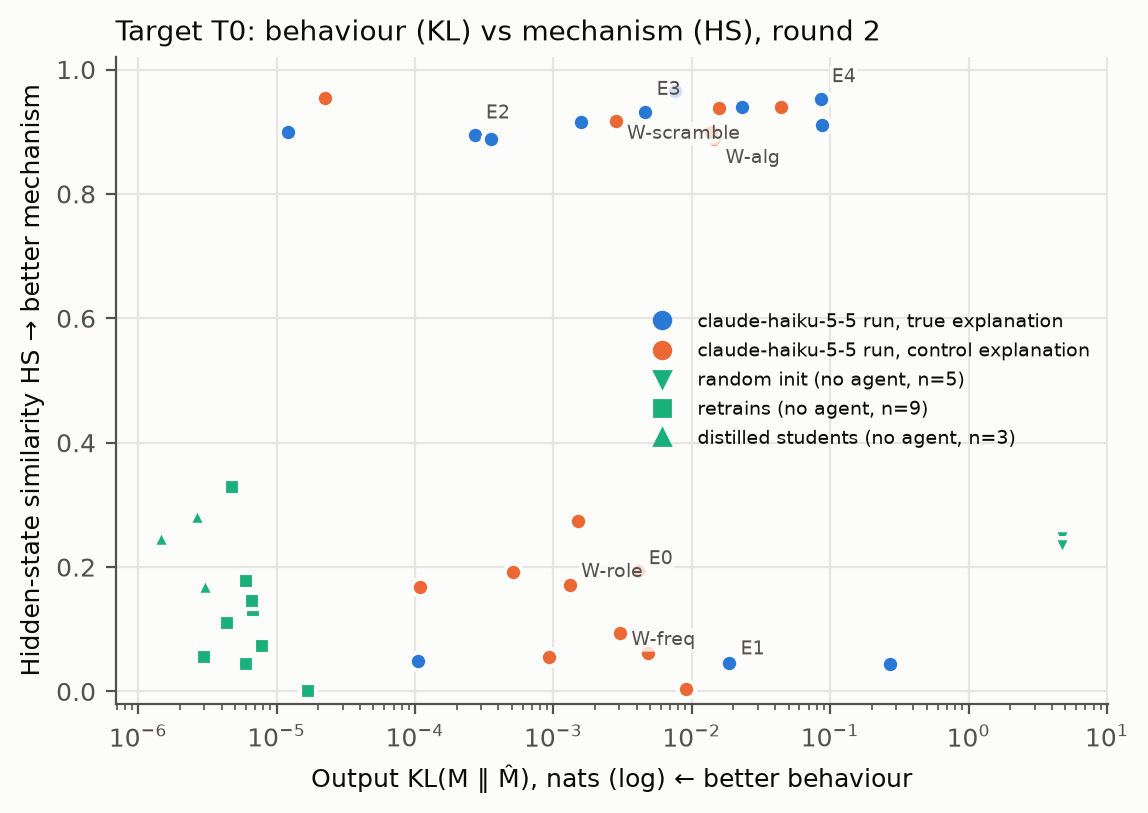 Target T0: behaviour (KL) vs mechanism (HS), round 2
Hidden-state similarity HS → better mechanism
1.0
0.8
0.6
0.4
0.2
0.0
E4
E3
E2
W-scramble
W-alg
claude-haiku-5-5 run, true explanation
claude-haiku-5-5 run, control explanation
random init (no agent, n=5)
retrains (no agent, n=9)
distilled students (no agent, n=3)
E0
W-role
W-freq
E1
10⁻⁶ 10⁻⁵ 10⁻⁴ 10⁻³ 10⁻² 10⁻¹ 10⁰ 10¹
Output KL(M ‖ M̂), nats (log) ← better behaviour